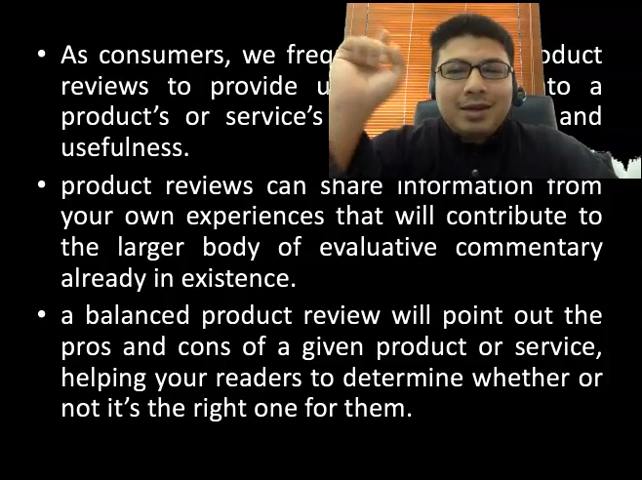 • As consumers, we oduct
reviews to provide to a
product's or service's and
usefulness.
• product reviews can share information from
your own experiences that will contribute to
the larger body of evaluative commentary
already in existence.
• a balanced product review will point out the
pros and cons of a given product or service,
helping your readers to determine whether or
not it's the right one for them.